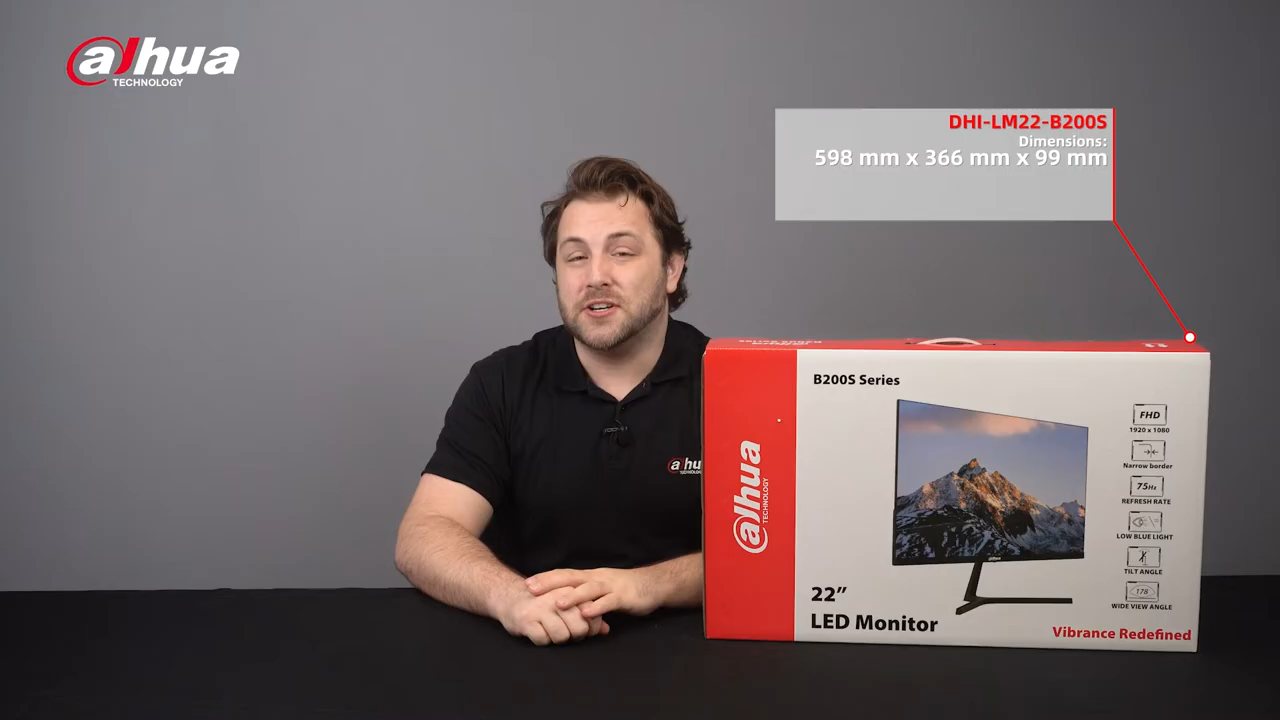 alhua
TECHNOLOGY
DHI-LM22-B200S
Dimensions:
598 mm x 366 mm x 99 mm
B200S Series
FHD
1920 x 1080
Narrow border
75Hz
REFRESH RATE
LOW BLUE LIGHT
TILT ANGLE
178
WIDE VIEW ANGLE
alhua
TECHNOLOGY
22”
LED Monitor
Vibrance Redefined
alhu
TECHNOLOG